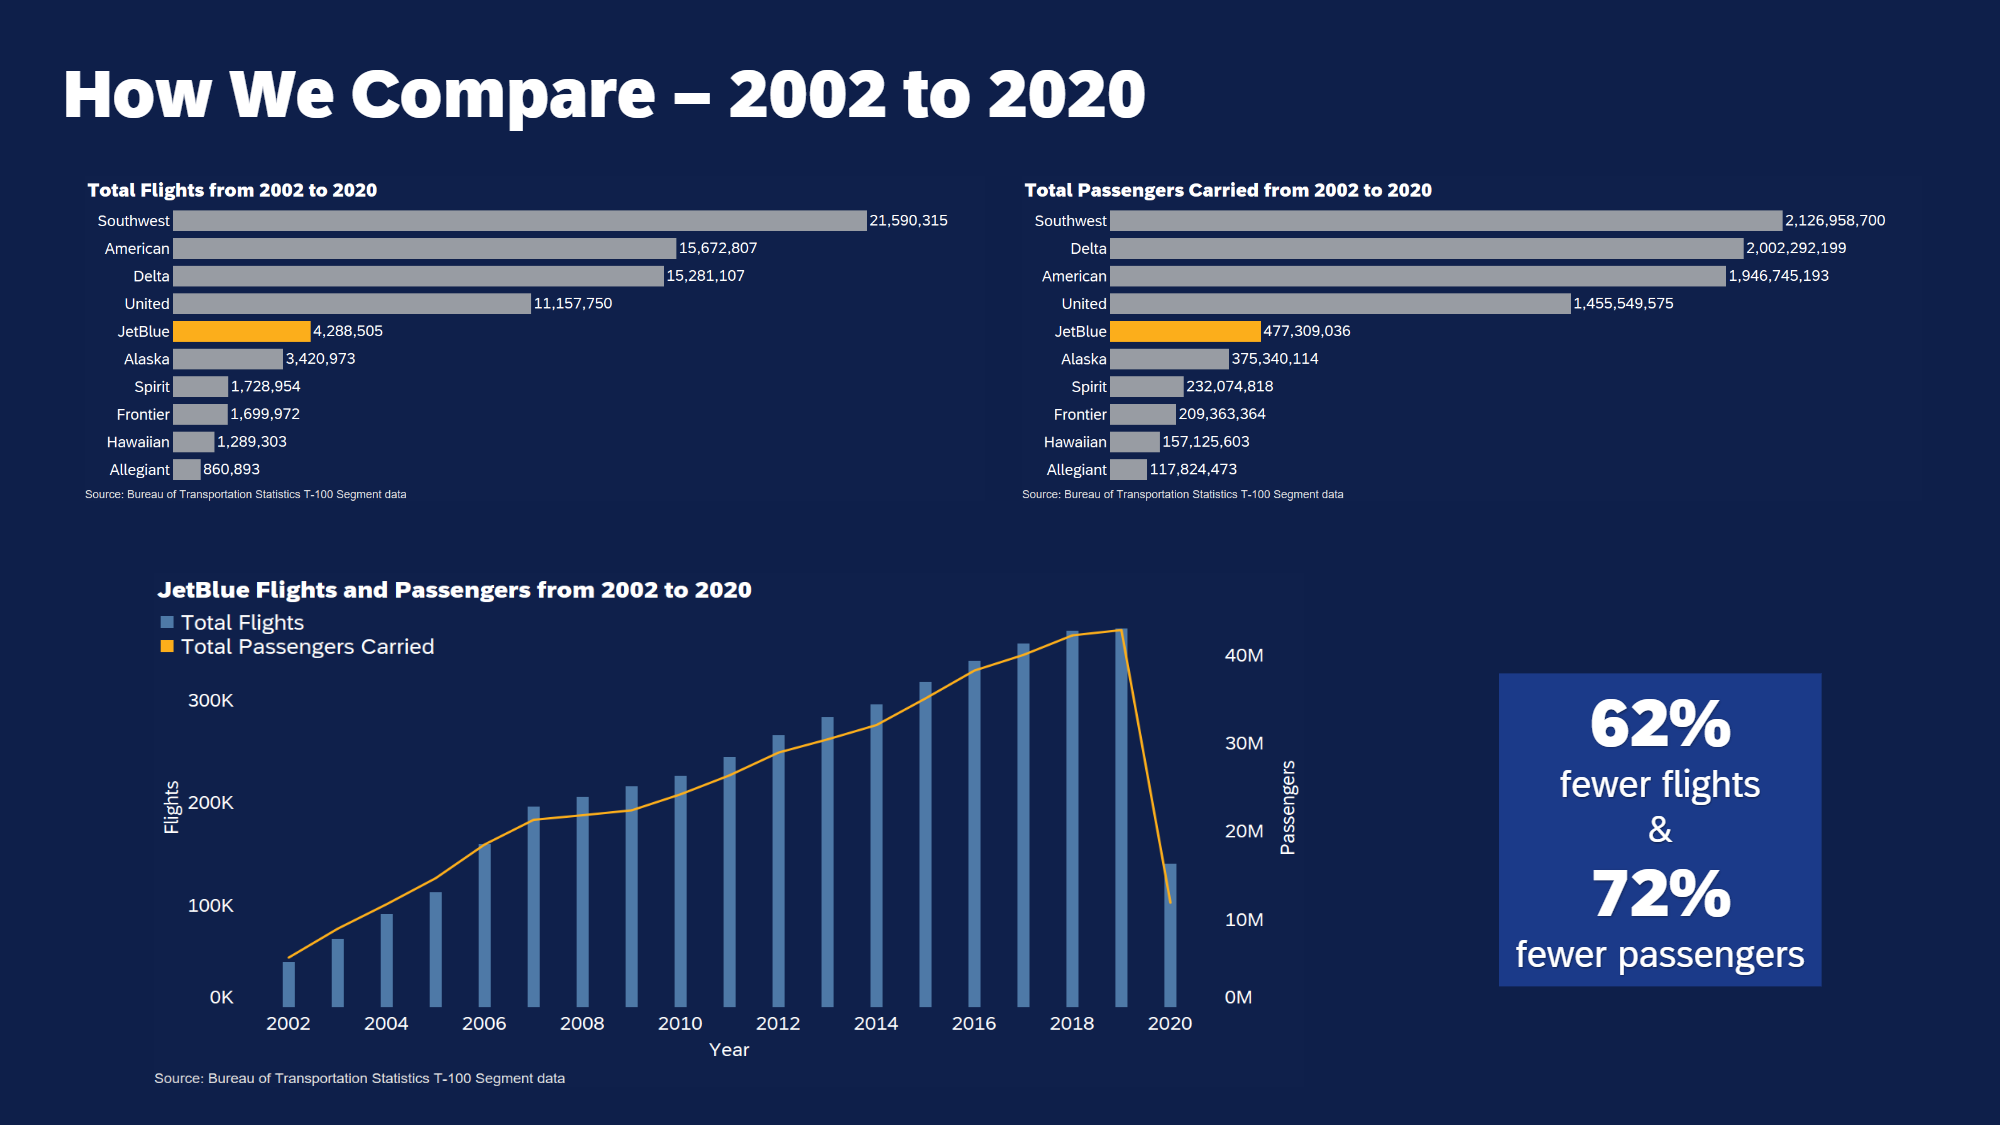 How We Compare – 2002 to 2020
Total Flights from 2002 to 2020
Southwest 21,590,315
American 15,672,807
Delta 15,281,107
United 11,157,750
JetBlue 4,288,505
Alaska 3,420,973
Spirit 1,728,954
Frontier 1,699,972
Hawaiian 1,289,303
Allegiant 860,893
Source: Bureau of Transportation Statistics T-100 Segment data
Total Passengers Carried from 2002 to 2020
Southwest 2,126,958,700
Delta 2,002,292,199
American 1,946,745,193
United 1,455,549,575
JetBlue 477,309,036
Alaska 375,340,114
Spirit 232,074,818
Frontier 209,363,364
Hawaiian 157,125,603
Allegiant 117,824,473
Source: Bureau of Transportation Statistics T-100 Segment data
JetBlue Flights and Passengers from 2002 to 2020
Total Flights
Total Passengers Carried
Flights
300K
200K
100K
0K
40M
30M
20M
10M
0M
Passengers
2002 2004 2006 2008 2010 2012 2014 2016 2018 2020
Year
Source: Bureau of Transportation Statistics T-100 Segment data
62%
fewer flights
&
72%
fewer passengers